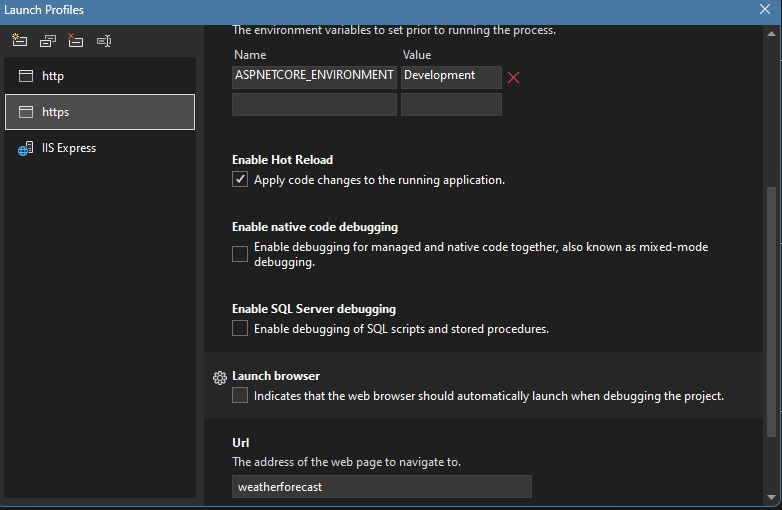 Launch Profiles
http
https
IIS Express
The environment variables to set prior to running the process.
Name Value
ASPNETCORE_ENVIRONMENT Development
Enable Hot Reload
Apply code changes to the running application.
Enable native code debugging
Enable debugging for managed and native code together, also known as mixed-mode
debugging.
Enable SQL Server debugging
Enable debugging of SQL scripts and stored procedures.
Launch browser
Indicates that the web browser should automatically launch when debugging the project.
Url
The address of the web page to navigate to.
weatherforecast